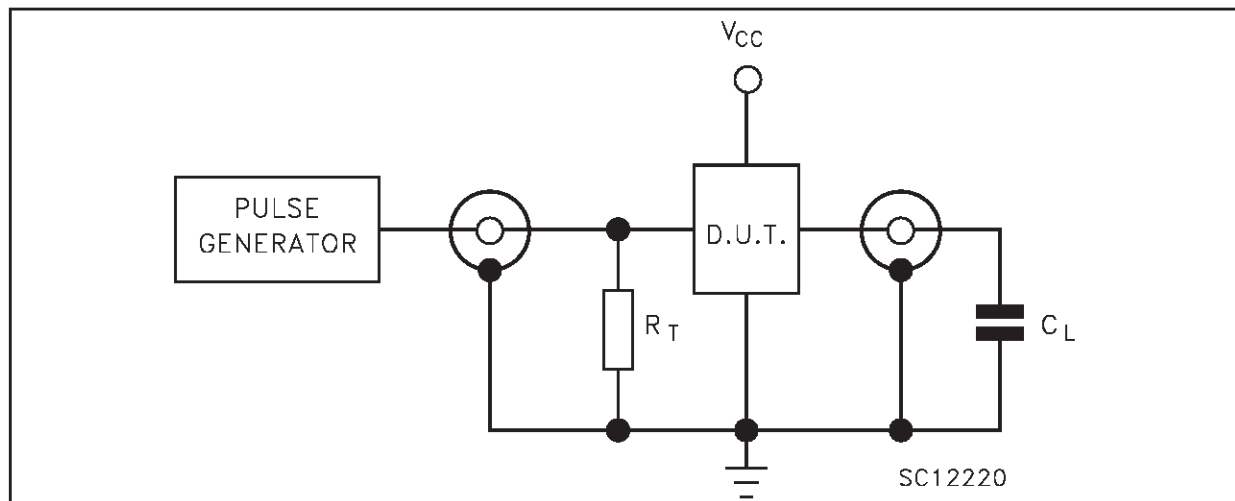 VCC
PULSE
GENERATOR
D.U.T.
RT
CL
SC12220